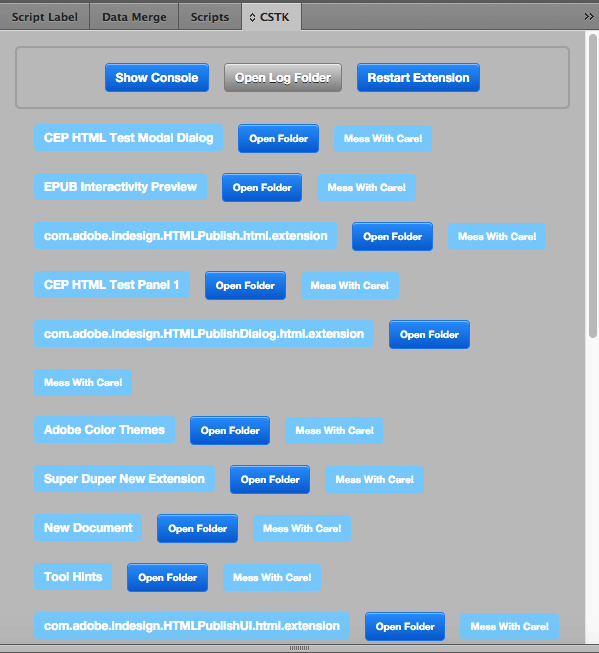 Script Label Data Merge Scripts CSTK
Show Console Open Log Folder Restart Extension
CEP HTML Test Modal Dialog Open Folder Mess With Care!
EPUB Interactivity Preview Open Folder Mess With Care!
com.adobe.indesign.HTMLPublish.html.extension Open Folder Mess With Care!
CEP HTML Test Panel 1 Open Folder Mess With Care!
com.adobe.indesign.HTMLPublishDialog.html.extension Open Folder
Mess With Care!
Adobe Color Themes Open Folder Mess With Care!
Super Duper New Extension Open Folder Mess With Care!
New Document Open Folder Mess With Care!
Tool Hints Open Folder Mess With Care!
com.adobe.indesign.HTMLPublishUI.html.extension Open Folder Mess With Care!